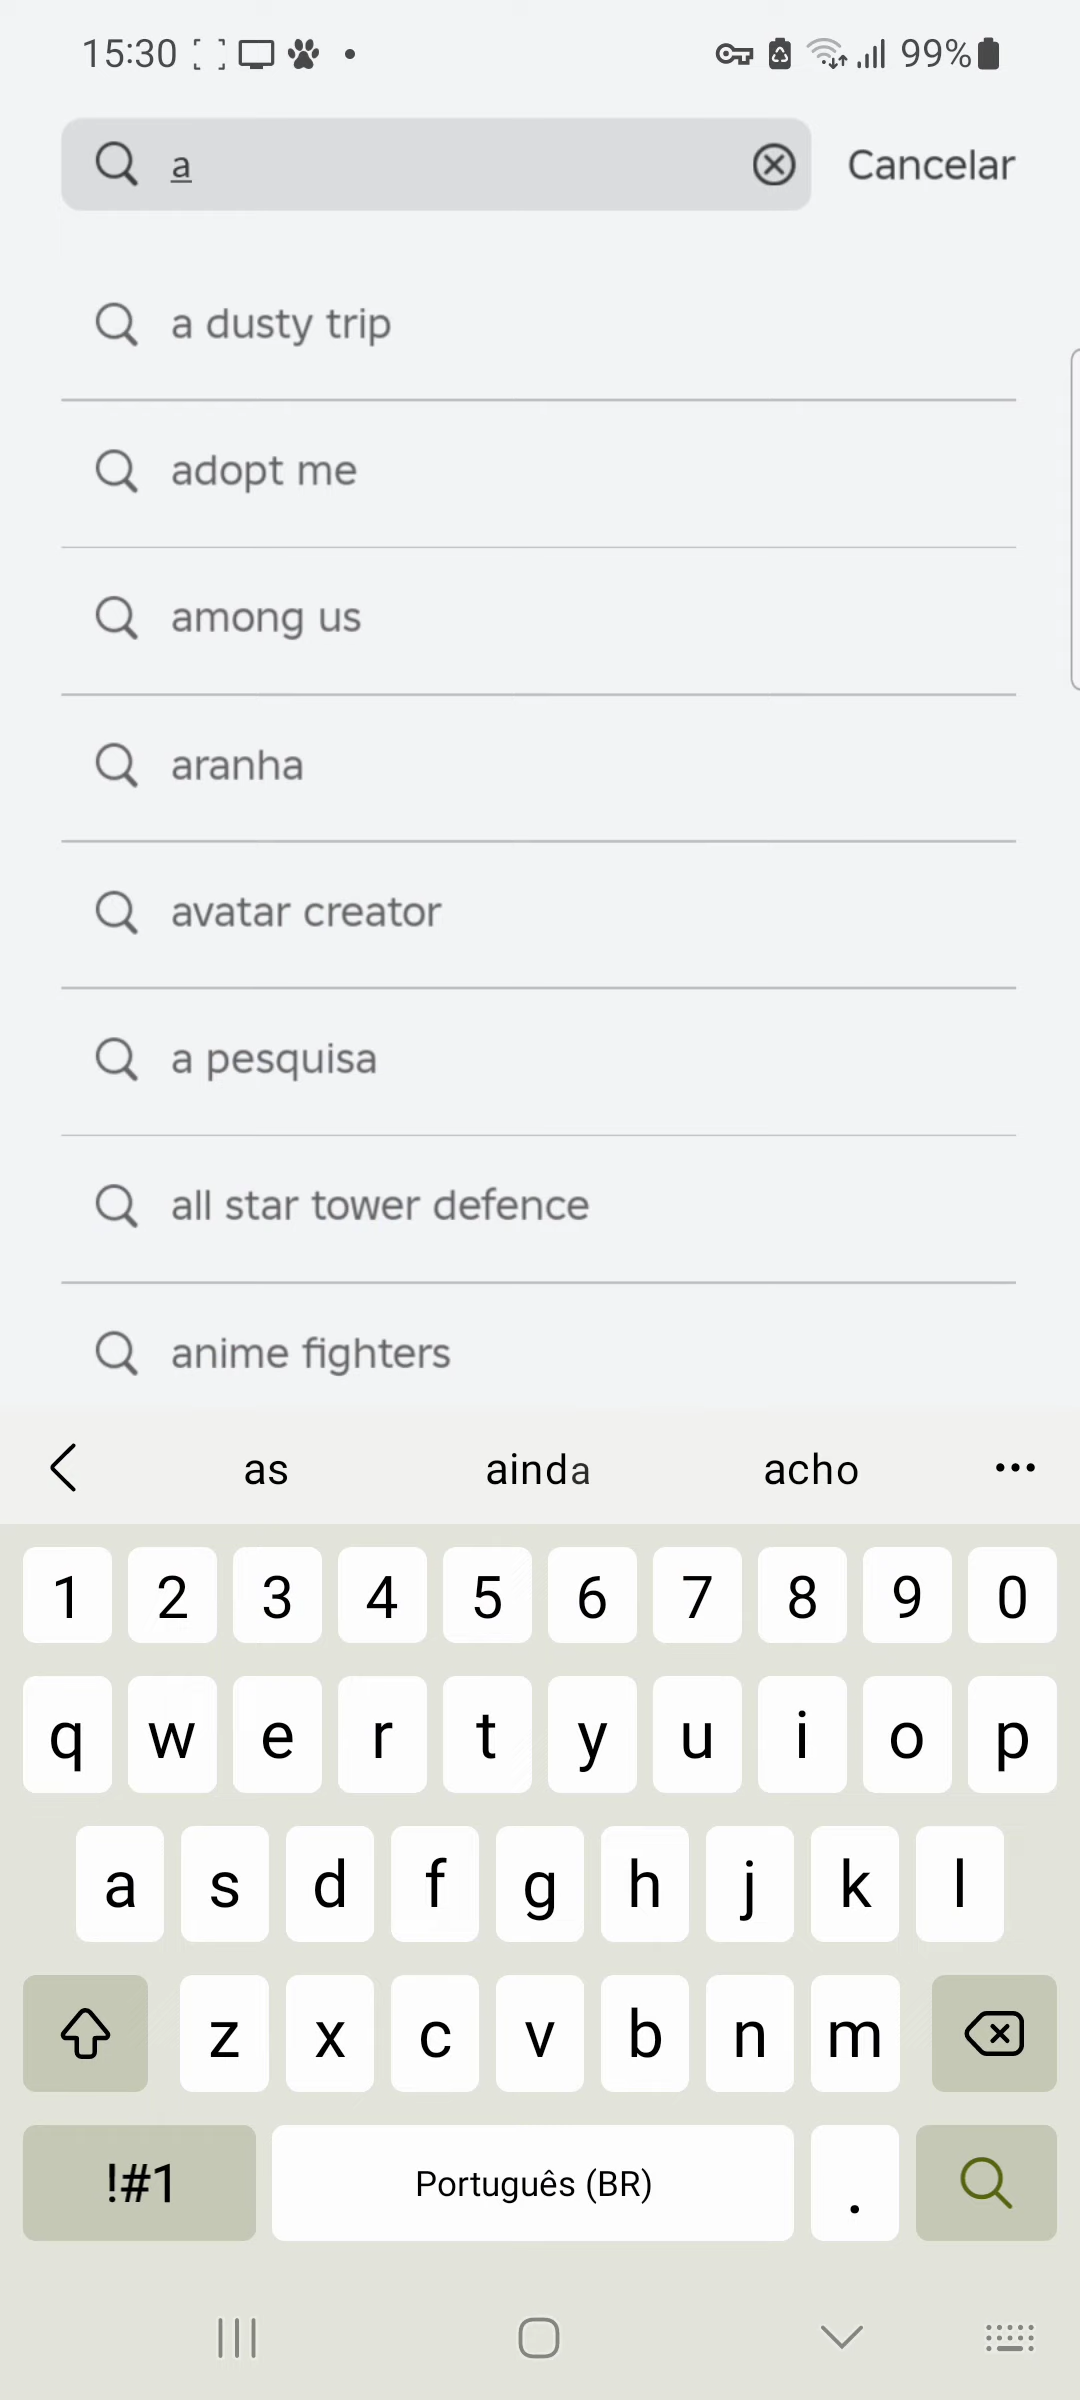 15:30 99%
a Cancelar
a dusty trip
adopt me
among us
aranha
avatar creator
a pesquisa
all star tower defence
anime fighters
as ainda acho
1 2 3 4 5 6 7 8 9 0
q w e r t y u i o p
a s d f g h j k l
z x c v b n m
!#1 Português (BR) .